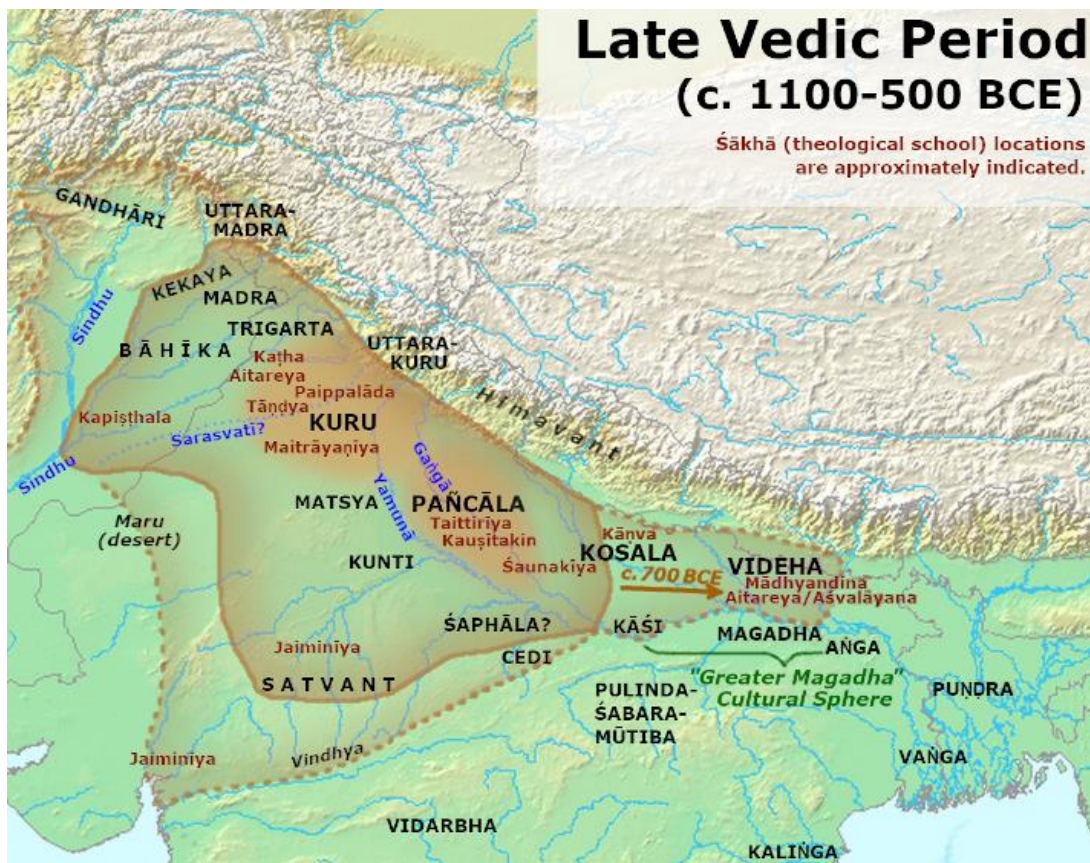 Late Vedic Period
(c. 1100-500 BCE)
Śākhā (theological school) locations
are approximately indicated.
GANDHĀRI
UTTARA-
MADRA
KEKAYA
MADRA
Sindhu
TRIGARTA
BĀHĪKA
UTTARA-
KURU
Kaṭha
Aitareya
Paippalāda
Himavant
Tāṇḍya
Kapiṣṭhala
KURU
Sarasvatī?
Maitrāyaṇīya
Gaṅgā
Sindhu
Yamunā
MATSYA
PAÑCĀLA
Maru
(desert)
Taittirīya
Kauṣitakin
Kāṇva
KOSALA
KUNTI
Śaunakīya
c.700 BCE
VIDEHA
Mādhyandina
Aitareya/Āśvalāyana
ŚAPHĀLA?
KĀŚI
MAGADHA
AṄGA
Jaiminīya
CEDI
SATVANT
"Greater Magadha"
Cultural Sphere
PULINDA-
ŚABARA-
MŪTIBA
PUṆḌRA
Vindhya
Jaiminīya
VAṄGA
VIDARBHA
KALIṄGA